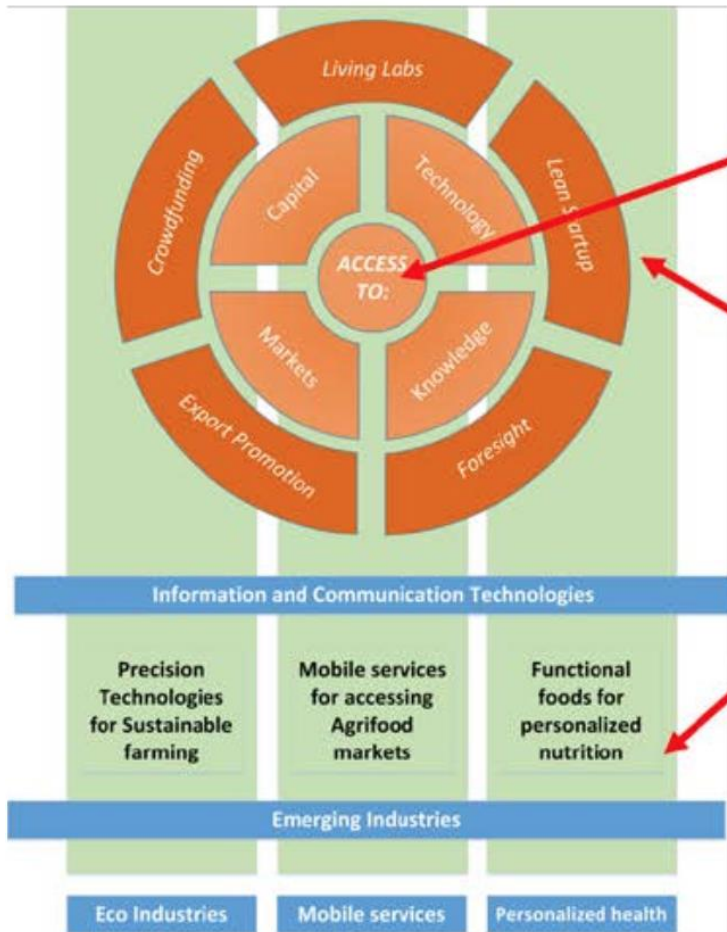 Living Labs
Crowdfunding
Capital
Technology
Lean Startup
ACCESS
TO:
Markets
Knowledge
Export Promotion
Foresight
Information and Communication Technologies
Precision
Technologies
for Sustainable
farming
Mobile services
for accessing
Agrifood
markets
Functional
foods for
personalized
nutrition
Emerging Industries
Eco Industries
Mobile services
Personalized health